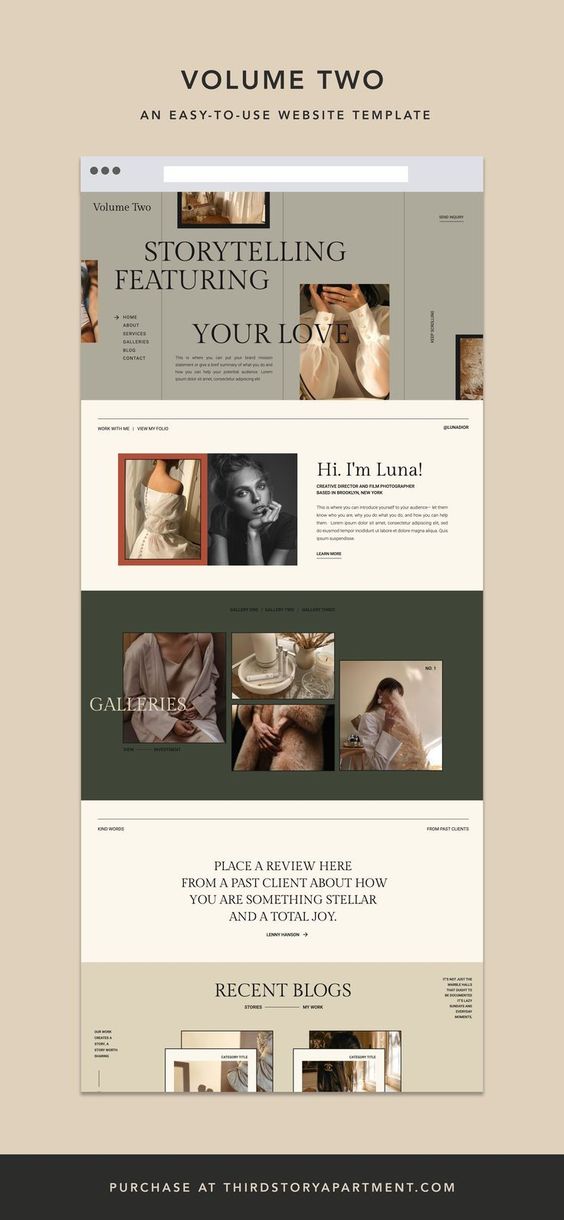 VOLUME TWO
AN EASY-TO-USE WEBSITE TEMPLATE
Volume Two
SEND INQUIRY
STORYTELLING
FEATURING
YOUR LOVE
HOME
ABOUT
SERVICES
GALLERIES
BLOG
CONTACT
This is where you can put your brand mission
statement or give a brief summary of what you do, and
how you can help your potential audience. Lorem
ipsum dolor sit amet, consectetur adipiscing elit
KEEP SCROLLING
WORK WITH ME | VIEW MY FOLIO
@LUNADIOR
Hi. I'm Luna!
CREATIVE DIRECTOR AND FILM PHOTOGRAPHER
BASED IN BROOKLYN, NEW YORK
This is where you can introduce yourself to your audience— let them
know who you are, why you do what you do, and how you can help
them. Lorem ipsum dolor sit amet, consectetur adipiscing sed elit,
incididunt ut labore et dolore magna aliqua. Quis
ipsum suspendisse.
LEARN MORE
GALLERY ONE / GALLERY TWO / GALLERY THREE
NO. 1
GALLERIES
VIEW INVESTMENT
KIND WORDS
FROM PAST CLIENTS
PLACE A REVIEW HERE
FROM A PAST CLIENT ABOUT HOW
YOU ARE SOMETHING STELLAR
AND A TOTAL JOY.
LENNY HANSON
RECENT BLOGS
STORIES MY WORK
IT'S NOT JUST THE
MARBLE HALLS
THAT OUGHT TO
BE DOCUMENTED
IT'S LAZY
SUNDAYS AND
EVERYDAY
MOMENTS,
OUR WORK
CREATES A
STORY, A
STORY WORTH
SHARING
CATEGORY TITLE
CATEGORY TITLE
PURCHASE AT THIRDSTORYAPARTMENT.COM